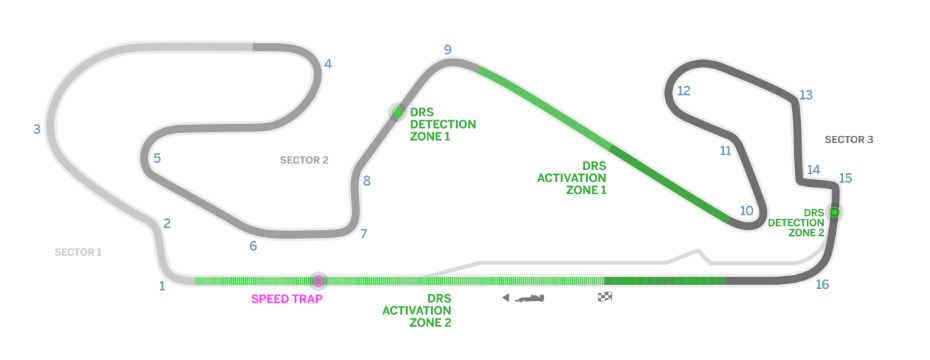 9
4
DRS
DETECTION
ZONE 1
12
13
3
SECTOR 3
11
5
SECTOR 2
DRS
ACTIVATION
ZONE 1
8
14
15
10
DRS
DETECTION
ZONE 2
2
7
6
SECTOR 1
1
16
SPEED TRAP
DRS
ACTIVATION
ZONE 2